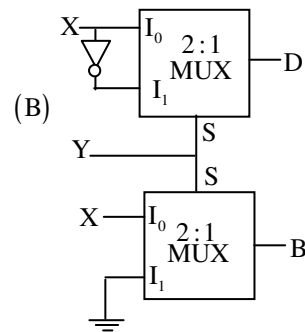 X I₀ 2 : 1 MUX D
I₁
(B)
S
Y
S
X I₀ 2 : 1 MUX B
I₁